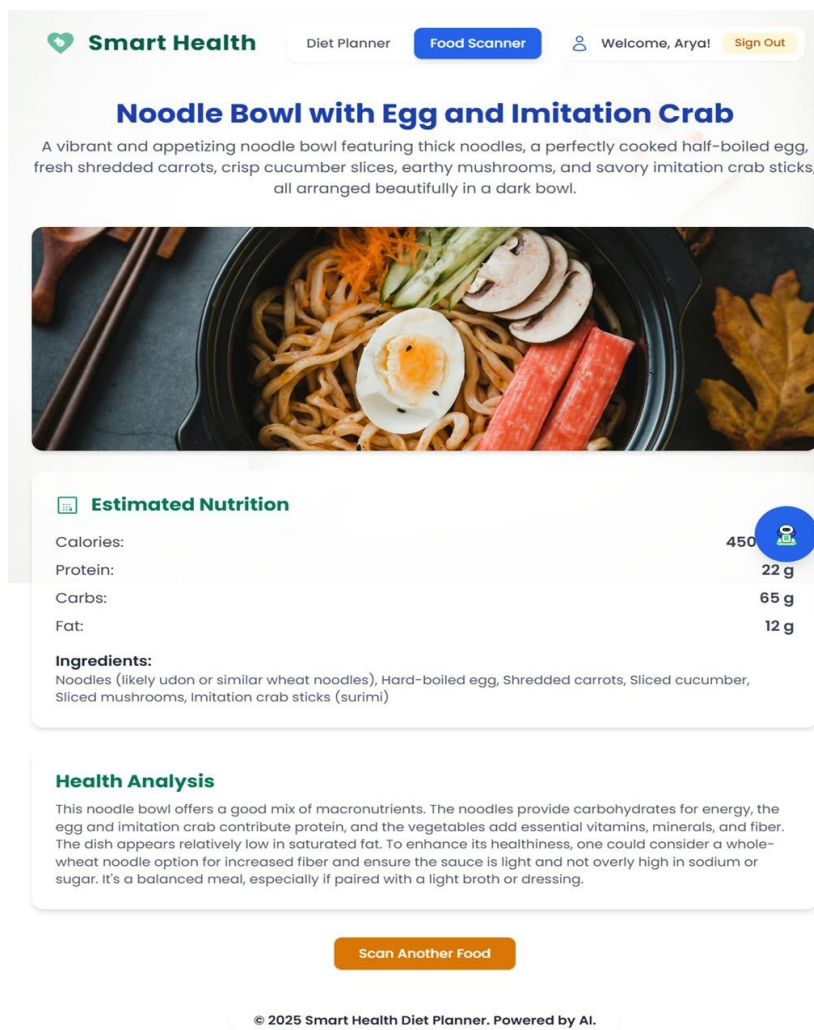 Smart Health
Diet Planner
Food Scanner
Welcome, Arya!
Sign Out
Noodle Bowl with Egg and Imitation Crab
A vibrant and appetizing noodle bowl featuring thick noodles, a perfectly cooked half-boiled egg,
fresh shredded carrots, crisp cucumber slices, earthy mushrooms, and savory imitation crab sticks,
all arranged beautifully in a dark bowl.
Estimated Nutrition
Calories: 450
Protein: 22 g
Carbs: 65 g
Fat: 12 g
Ingredients:
Noodles (likely udon or similar wheat noodles), Hard-boiled egg, Shredded carrots, Sliced cucumber,
Sliced mushrooms, Imitation crab sticks (surimi)
Health Analysis
This noodle bowl offers a good mix of macronutrients. The noodles provide carbohydrates for energy, the
egg and imitation crab contribute protein, and the vegetables add essential vitamins, minerals, and fiber.
The dish appears relatively low in saturated fat. To enhance its healthiness, one could consider a whole-
wheat noodle option for increased fiber and ensure the sauce is light and not overly high in sodium or
sugar. It's a balanced meal, especially if paired with a light broth or dressing.
Scan Another Food
© 2025 Smart Health Diet Planner. Powered by AI.